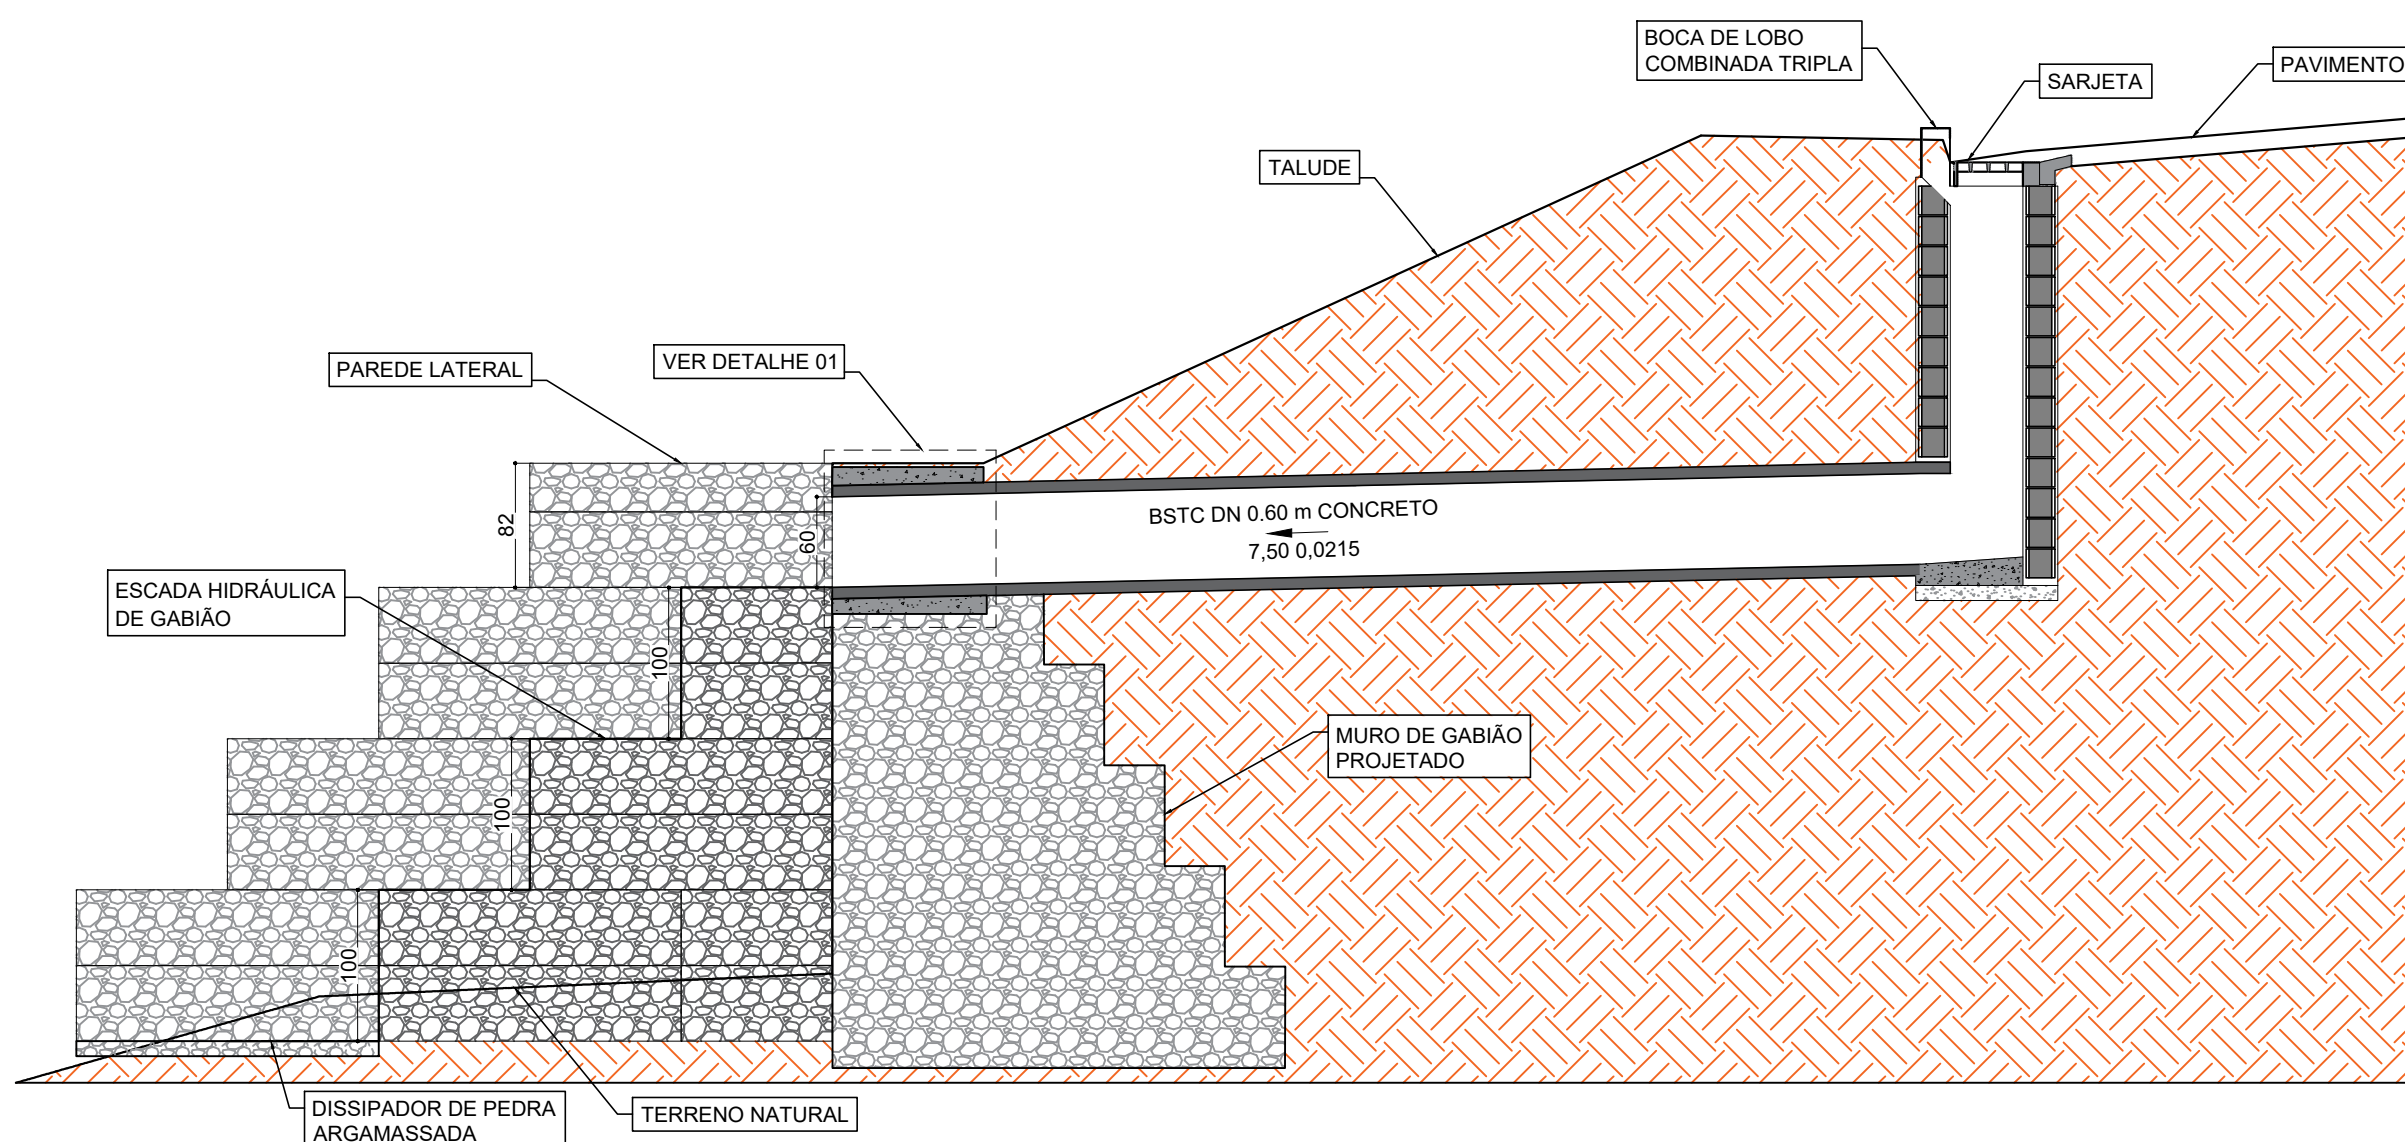 BOCA DE LOBO
COMBINADA TRIPLA
SARJETA
PAVIMENTO
TALUDE
PAREDE LATERAL
VER DETALHE 01
82
60
BSTC DN 0.60 m CONCRETO
7,50 0,0215
ESCADA HIDRÁULICA
DE GABIÃO
100
MURO DE GABIÃO
PROJETADO
100
100
DISSIPADOR DE PEDRA
ARGAMASSADA
TERRENO NATURAL